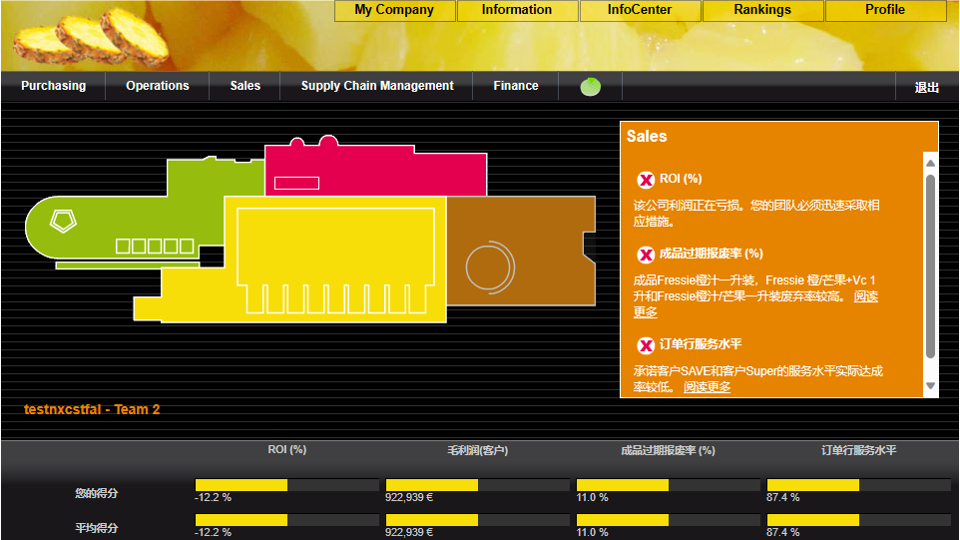 My Company Information InfoCenter Rankings Profile
Purchasing Operations Sales Supply Chain Management Finance 退出
Sales
ROI (%)
该公司利润正在亏损。您的团队必须迅速采取相
应措施。
成品过期报废率 (%)
成品Fressie橙汁一升装，Fressie 橙/芒果+Vc 1
升和Fressie橙汁/芒果一升装废弃率较高。 阅读
更多
订单行服务水平
承诺客户SAVE和客户Super的服务水平实际达成
率较低。 阅读更多
testnxcstfal - Team 2
ROI (%) 毛利润(客户) 成品过期报废率 (%) 订单行服务水平
您的得分
-12.2 % 922,939 € 11.0 % 87.4 %
平均得分
-12.2 % 922,939 € 11.0 % 87.4 %